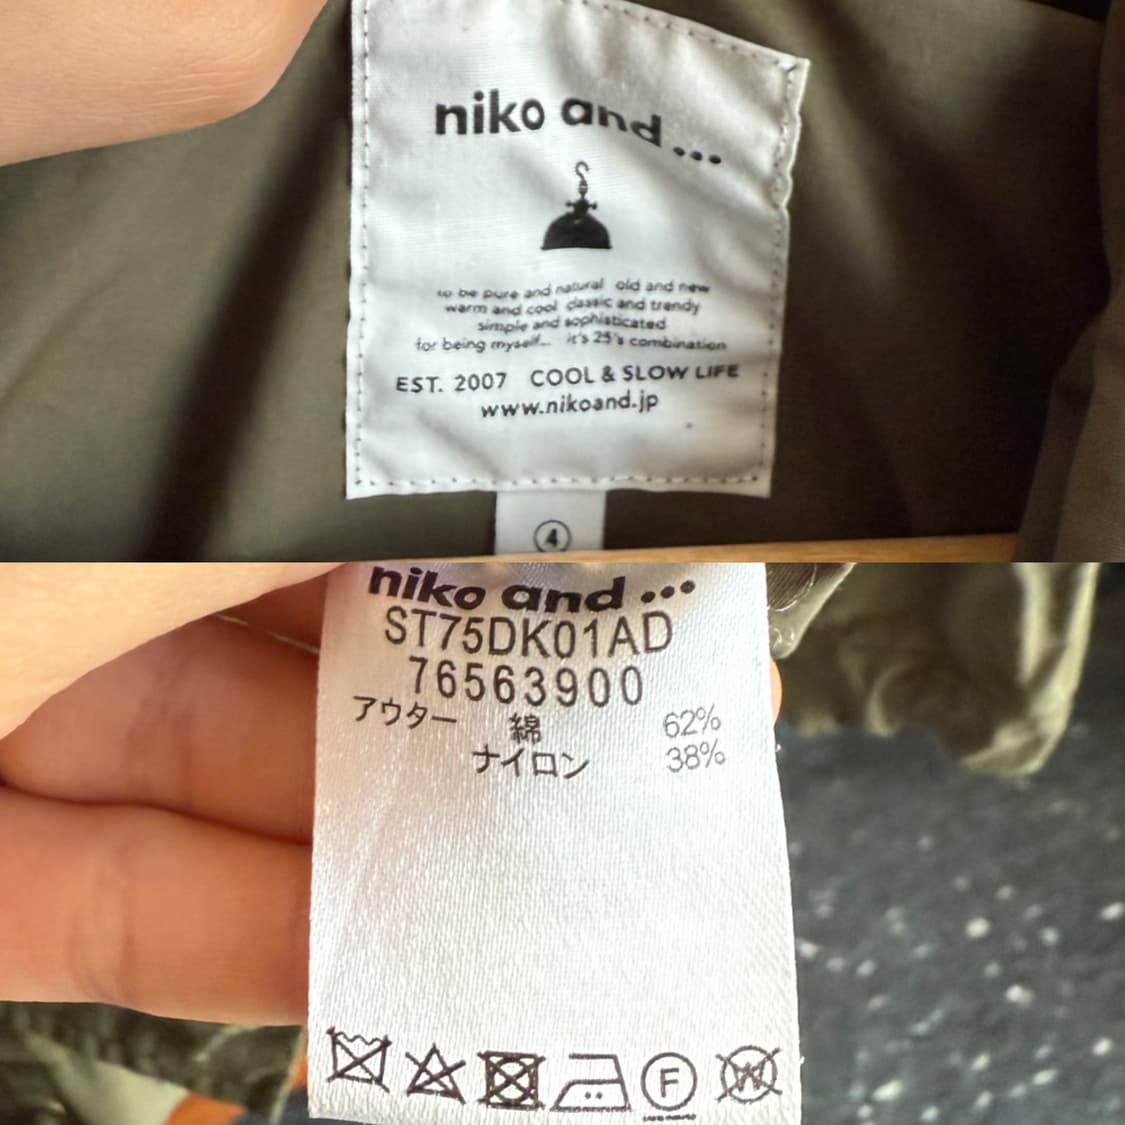 niko and...
to be pure and natural old and new
warm and cool classic and trendy
simple and sophisticated
for being myself... it's 25's combination
EST. 2007 COOL & SLOW LIFE
www.nikoand.jp
④
niko and...
ST75DK01AD
76563900
アウター 綿 62%
ナイロン 38%
F
W